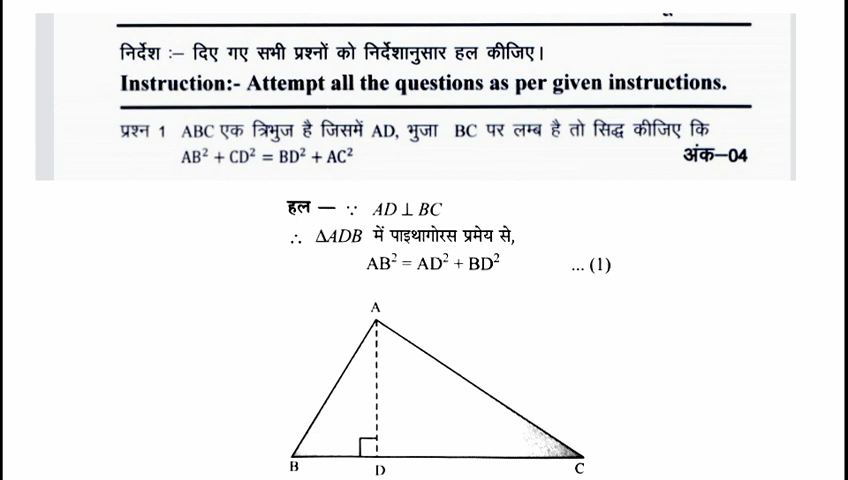 निर्देश :– दिए गए सभी प्रश्नों को निर्देशानुसार हल कीजिए।
Instruction:- Attempt all the questions as per given instructions.
प्रश्न 1 ABC एक त्रिभुज है जिसमें AD, भुजा BC पर लम्ब है तो सिद्ध कीजिए कि
AB² + CD² = BD² + AC² अंक–04
हल — ∵ AD ⊥ BC
∴ ΔADB में पाइथागोरस प्रमेय से,
AB² = AD² + BD² ... (1)
A
B D C